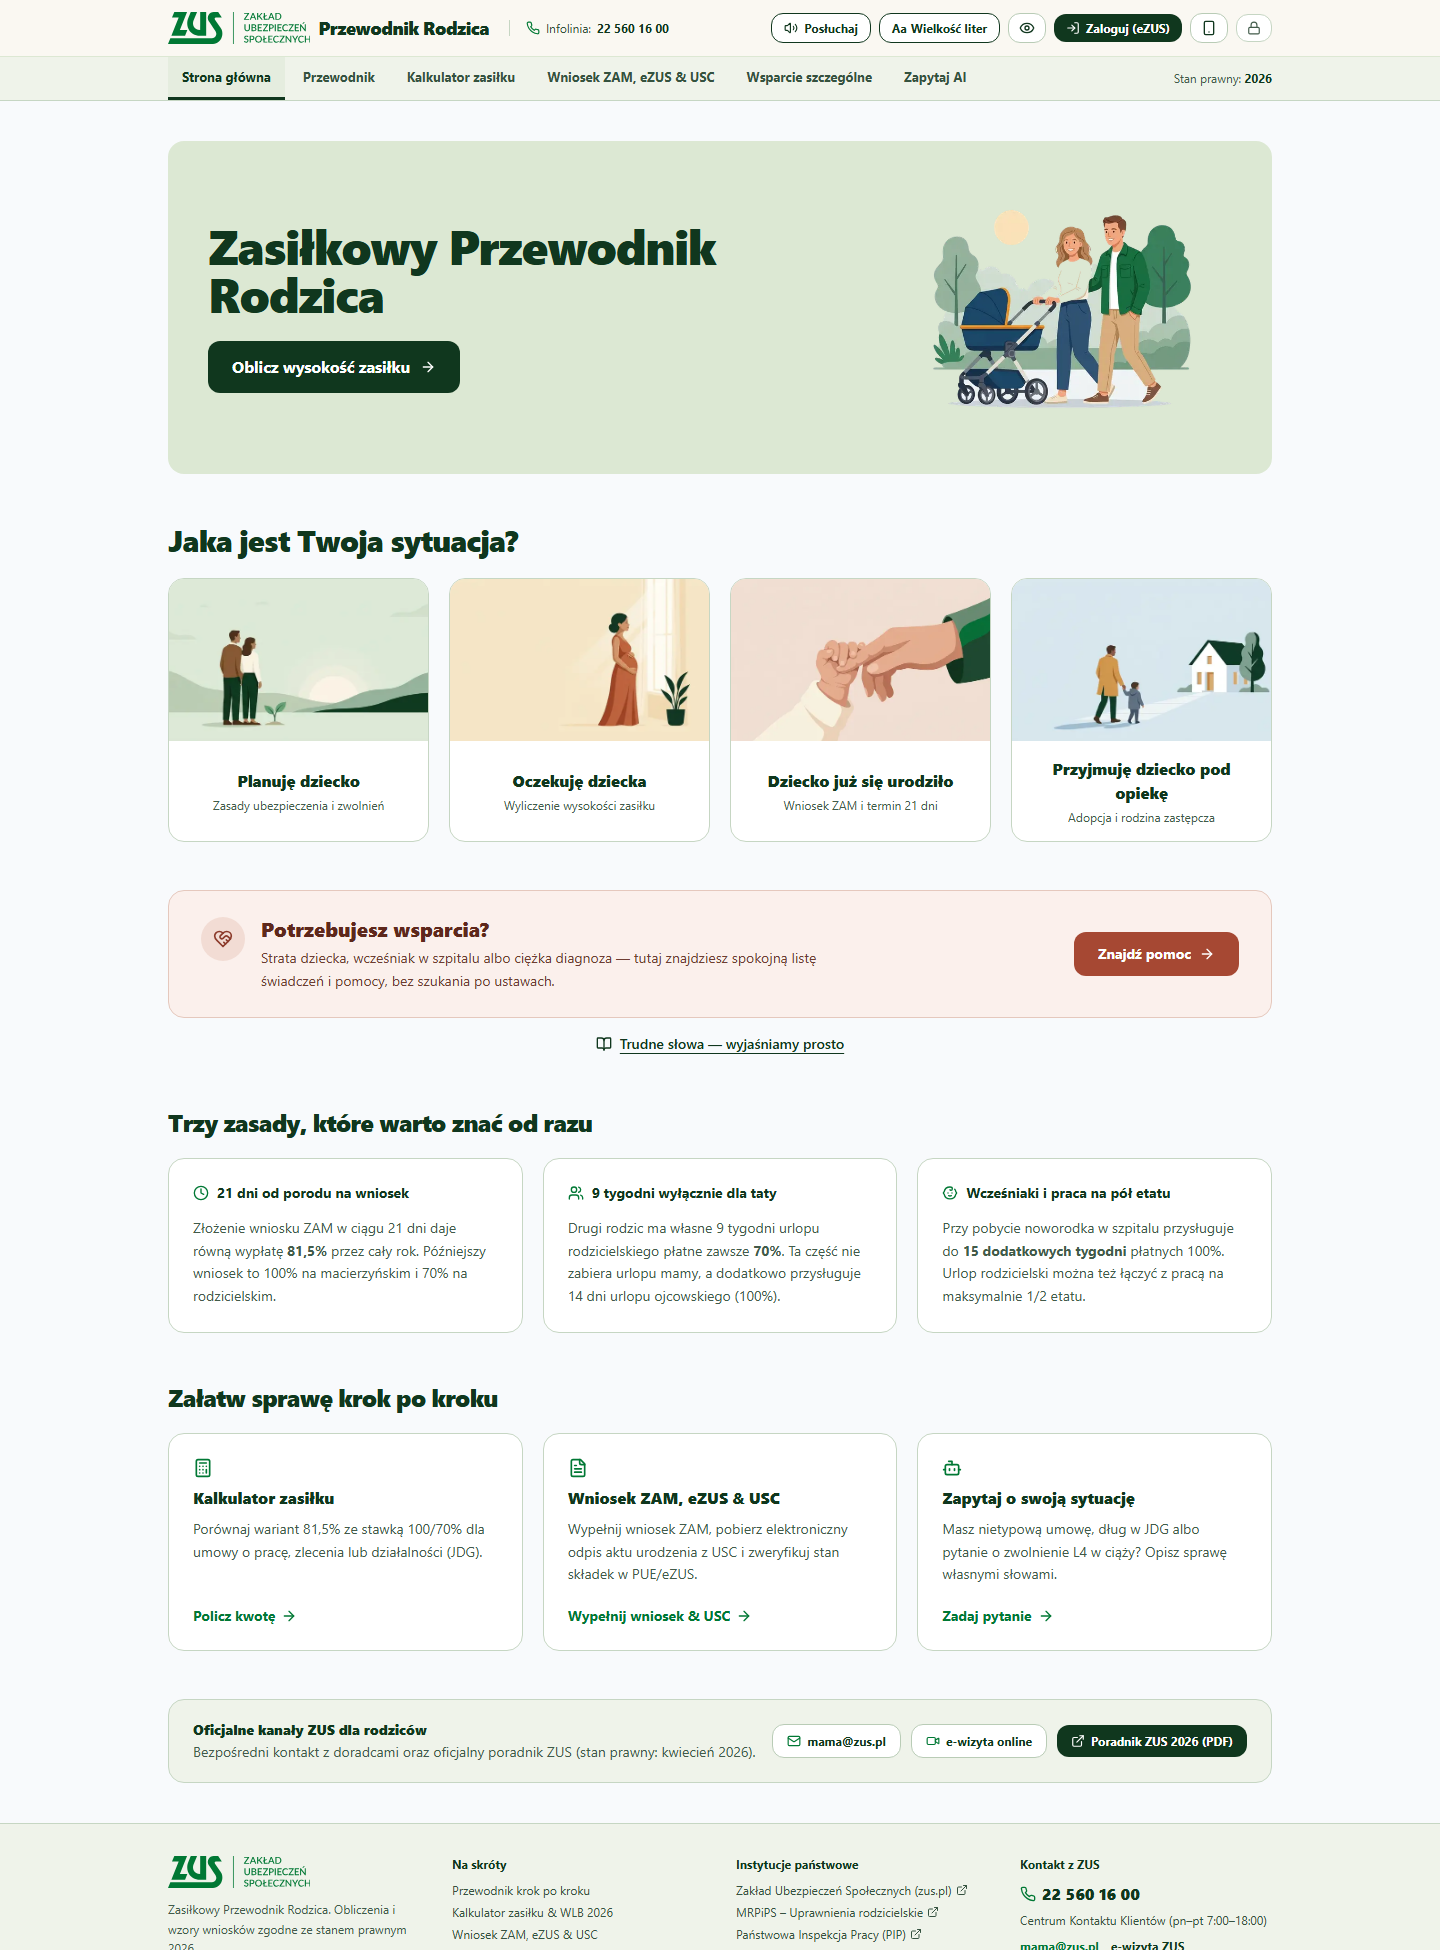 ZUS ZAKŁAD UBEZPIECZEŃ SPOŁECZNYCH
Przewodnik Rodzica
Infolinia: 22 560 16 00
Posłuchaj
Aa Wielkość liter
Zaloguj (eZUS)
Strona główna
Przewodnik
Kalkulator zasiłku
Wniosek ZAM, eZUS & USC
Wsparcie szczególne
Zapytaj AI
Stan prawny: 2026
Zasiłkowy Przewodnik
Rodzica
Oblicz wysokość zasiłku
Jaka jest Twoja sytuacja?
Planuję dziecko
Zasady ubezpieczenia i zwolnień
Oczekuję dziecka
Wyliczenie wysokości zasiłku
Dziecko już się urodziło
Wniosek ZAM i termin 21 dni
Przyjmuję dziecko pod
opiekę
Adopcja i rodzina zastępcza
Potrzebujesz wsparcia?
Strata dziecka, wcześniak w szpitalu albo ciężka diagnoza — tutaj znajdziesz spokojną listę
świadczeń i pomocy, bez szukania po ustawach.
Znajdź pomoc
Trudne słowa — wyjaśniamy prosto
Trzy zasady, które warto znać od razu
21 dni od porodu na wniosek
Złożenie wniosku ZAM w ciągu 21 dni daje
równą wypłatę 81,5% przez cały rok. Późniejszy
wniosek to 100% na macierzyńskim i 70% na
rodzicielskim.
9 tygodni wyłącznie dla taty
Drugi rodzic ma własne 9 tygodni urlopu
rodzicielskiego płatne zawsze 70%. Ta część nie
zabiera urlopu mamy, a dodatkowo przysługuje
14 dni urlopu ojcowskiego (100%).
Wcześniaki i praca na pół etatu
Przy pobycie noworodka w szpitalu przysługuje
do 15 dodatkowych tygodni płatnych 100%.
Urlop rodzicielski można też łączyć z pracą na
maksymalnie 1/2 etatu.
Załatw sprawę krok po kroku
Kalkulator zasiłku
Porównaj wariant 81,5% ze stawką 100/70% dla
umowy o pracę, zlecenia lub działalności (JDG).
Policz kwotę
Wniosek ZAM, eZUS & USC
Wypełnij wniosek ZAM, pobierz elektroniczny
odpis aktu urodzenia z USC i zweryfikuj stan
składek w PUE/eZUS.
Wypełnij wniosek & USC
Zapytaj o swoją sytuację
Masz nietypową umowę, dług w JDG albo
pytanie o zwolnienie L4 w ciąży? Opisz sprawę
własnymi słowami.
Zadaj pytanie
Oficjalne kanały ZUS dla rodziców
Bezpośredni kontakt z doradcami oraz oficjalny poradnik ZUS (stan prawny: kwiecień 2026).
mama@zus.pl
e-wizyta online
Poradnik ZUS 2026 (PDF)
ZUS ZAKŁAD UBEZPIECZEŃ SPOŁECZNYCH
Zasiłkowy Przewodnik Rodzica. Obliczenia i
wzory wniosków zgodne ze stanem prawnym
2026.
Na skróty
Przewodnik krok po kroku
Kalkulator zasiłku & WLB 2026
Wniosek ZAM, eZUS & USC
Instytucje państwowe
Zakład Ubezpieczeń Społecznych (zus.pl)
MRPiPS – Uprawnienia rodzicielskie
Państwowa Inspekcja Pracy (PIP)
Kontakt z ZUS
22 560 16 00
Centrum Kontaktu Klientów (pn–pt 7:00–18:00)
mama@zus.pl e-wizyta ZUS